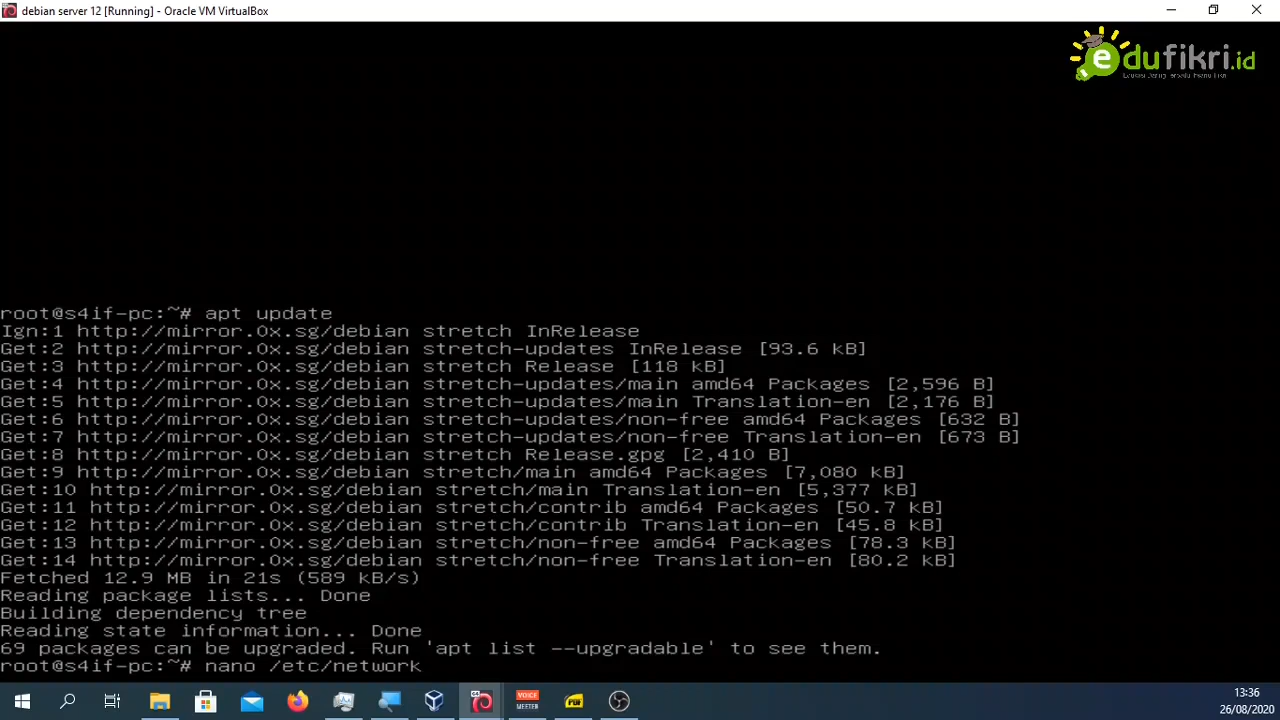 debian server 12 [Running] - Oracle VM VirtualBox
edufikri.id
root@s4if-pc:~# apt update
Ign:1 http://mirror.0x.sg/debian stretch InRelease
Get:2 http://mirror.0x.sg/debian stretch-updates InRelease [93.6 kB]
Get:3 http://mirror.0x.sg/debian stretch Release [118 kB]
Get:4 http://mirror.0x.sg/debian stretch-updates/main amd64 Packages [2,596 B]
Get:5 http://mirror.0x.sg/debian stretch-updates/main Translation-en [2,176 B]
Get:6 http://mirror.0x.sg/debian stretch-updates/non-free amd64 Packages [632 B]
Get:7 http://mirror.0x.sg/debian stretch-updates/non-free Translation-en [673 B]
Get:8 http://mirror.0x.sg/debian stretch Release.gpg [2,410 B]
Get:9 http://mirror.0x.sg/debian stretch/main amd64 Packages [7,080 kB]
Get:10 http://mirror.0x.sg/debian stretch/main Translation-en [5,377 kB]
Get:11 http://mirror.0x.sg/debian stretch/contrib amd64 Packages [50.7 kB]
Get:12 http://mirror.0x.sg/debian stretch/contrib Translation-en [45.8 kB]
Get:13 http://mirror.0x.sg/debian stretch/non-free amd64 Packages [78.3 kB]
Get:14 http://mirror.0x.sg/debian stretch/non-free Translation-en [80.2 kB]
Fetched 12.9 MB in 21s (589 kB/s)
Reading package lists... Done
Building dependency tree
Reading state information... Done
69 packages can be upgraded. Run 'apt list --upgradable' to see them.
root@s4if-pc:~# nano /etc/network
VOICE
MEETER
13:36
26/08/2020